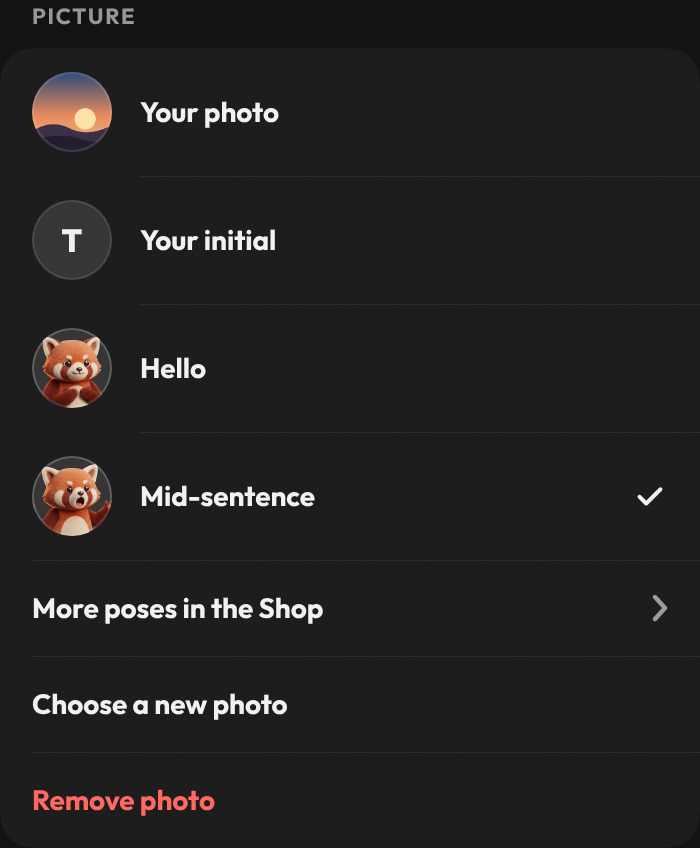 PICTURE
Your photo
T
Your initial
Hello
Mid-sentence
More poses in the Shop
Choose a new photo
Remove photo